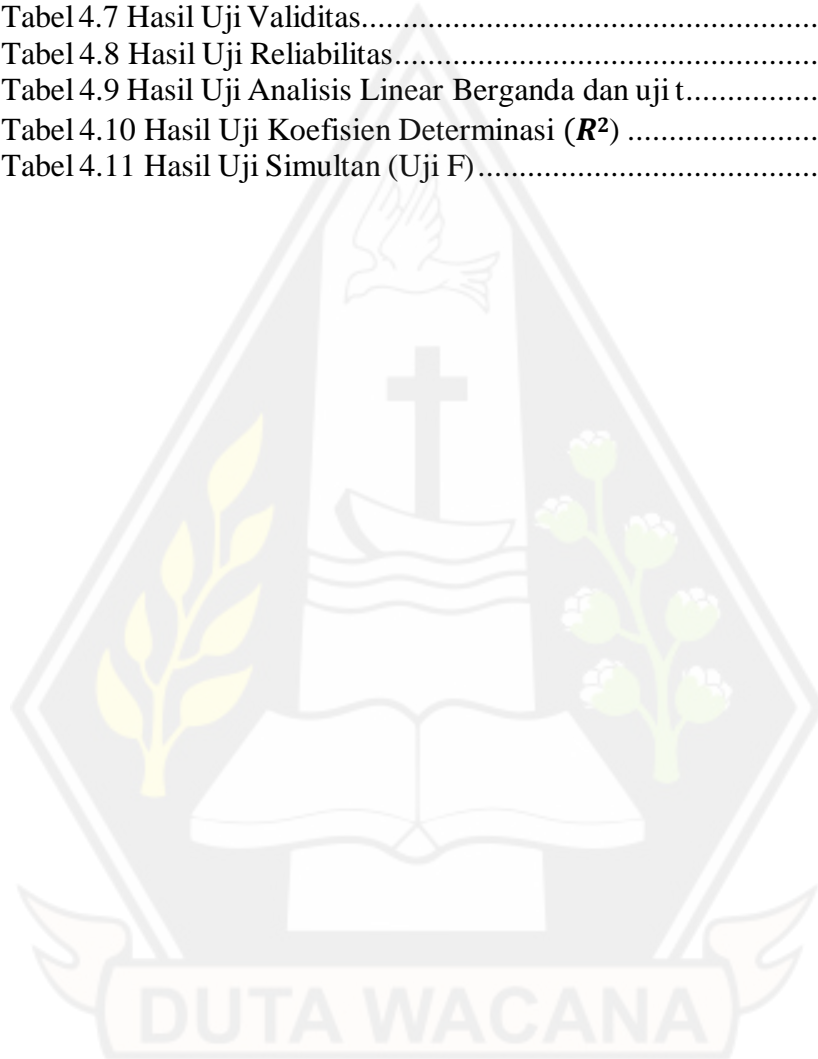 Tabel 4.7 Hasil Uji Validitas..............................................
Tabel 4.8 Hasil Uji Reliabilitas..........................................
Tabel 4.9 Hasil Uji Analisis Linear Berganda dan uji t...............
Tabel 4.10 Hasil Uji Koefisien Determinasi (R²) ......................
Tabel 4.11 Hasil Uji Simultan (Uji F)....................................
DUTA WACANA